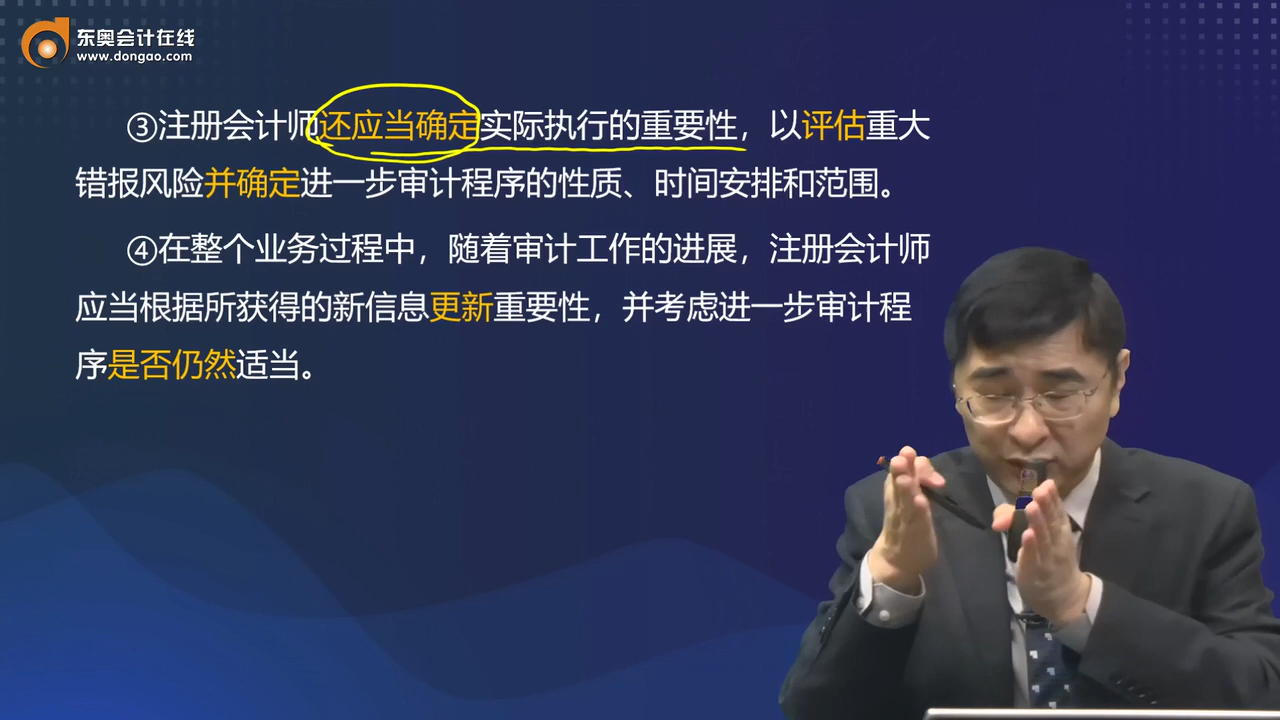 东奥会计在线
www.dongao.com
③注册会计师还应当确定实际执行的重要性，以评估重大
错报风险并确定进一步审计程序的性质、时间安排和范围。
④在整个业务过程中，随着审计工作的进展，注册会计师
应当根据所获得的新信息更新重要性，并考虑进一步审计程
序是否仍然适当。